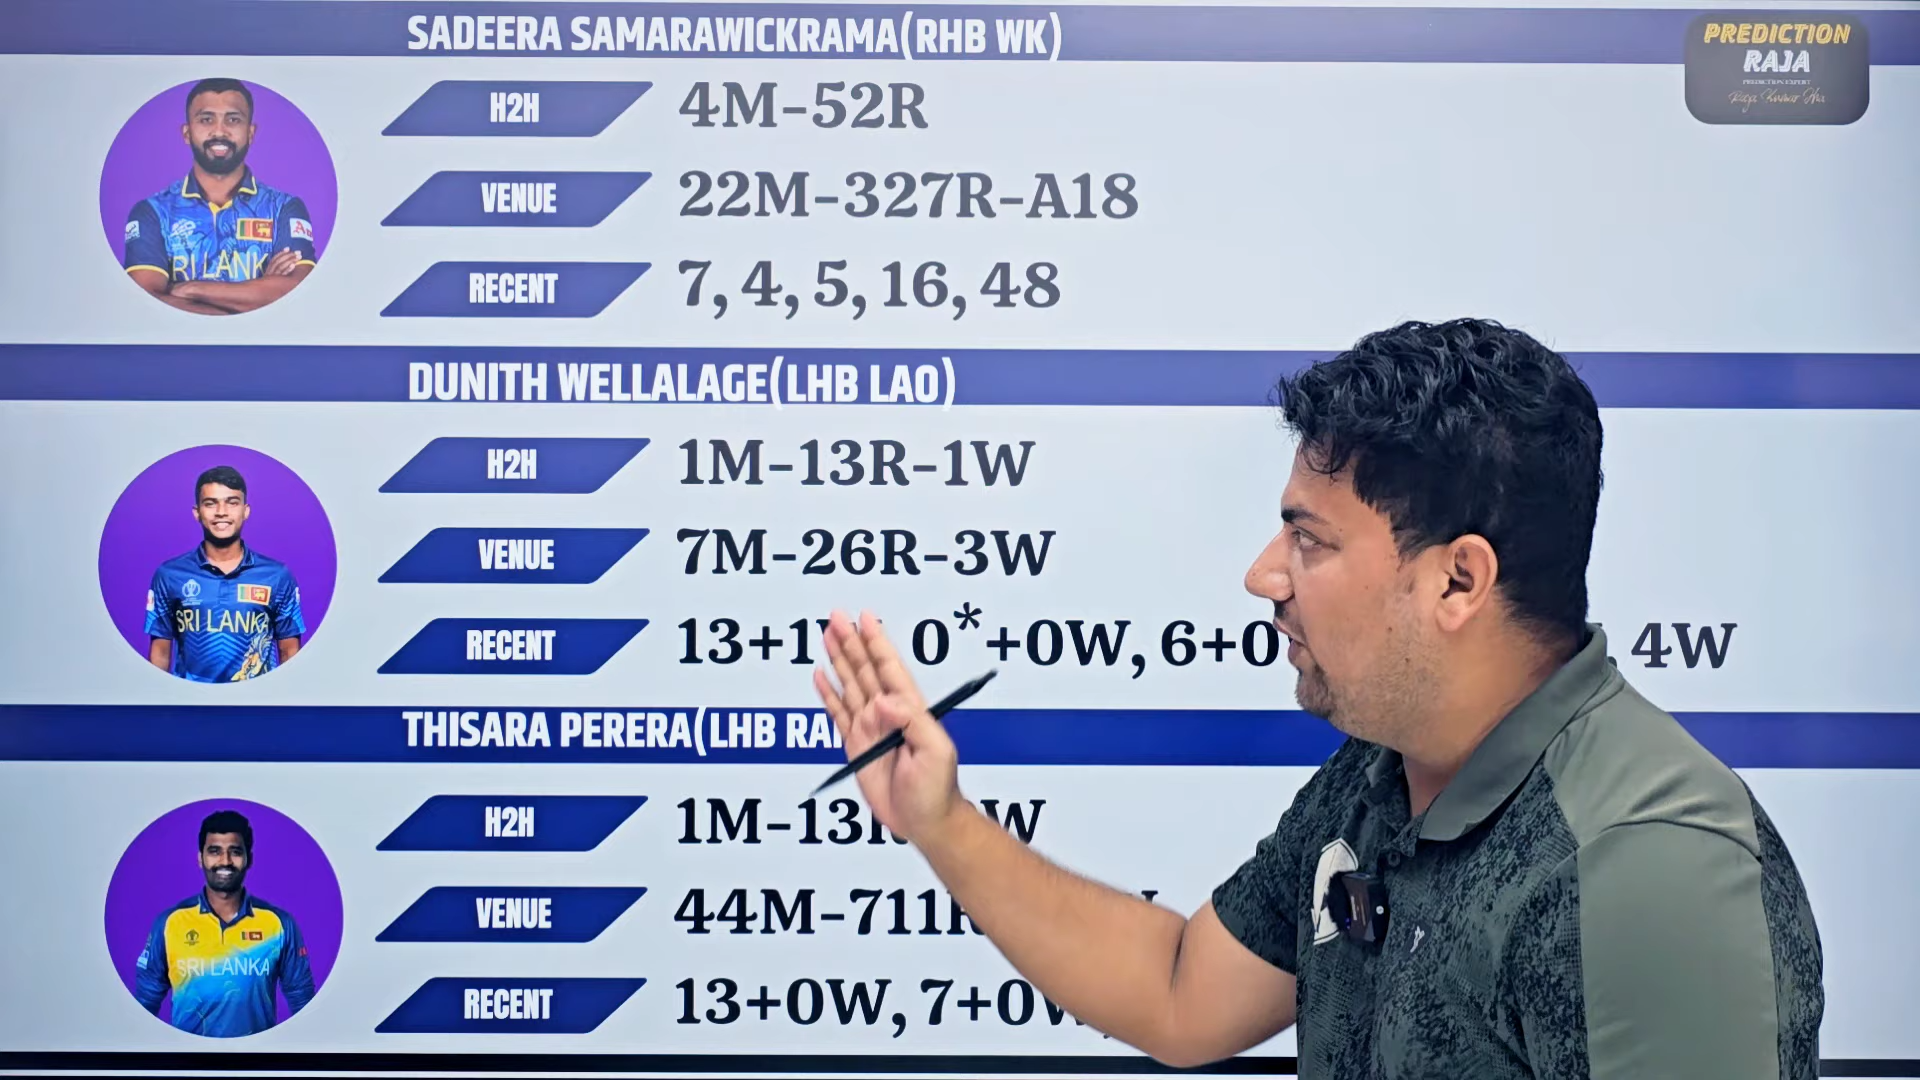 SADEERA SAMARAWICKRAMA(RHB WK)
PREDICTION
RAJA
H2H 4M-52R
VENUE 22M-327R-A18
RECENT 7, 4, 5, 16, 48
SRI LANKA
DUNITH WELLALAGE(LHB LAO)
H2H 1M-13R-1W
VENUE 7M-26R-3W
RECENT 13+1 0*+0W, 6+0 4W
SRI LANKA
THISARA PERERA(LHB
H2H 1M-13 W
VENUE 44M-711
RECENT 13+0W, 7+0
SRI LANKA